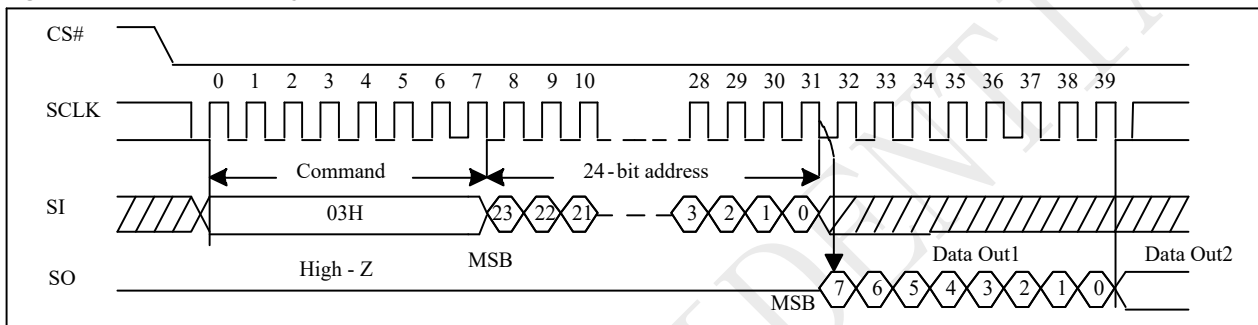 CS#
0 1 2 3 4 5 6 7 8 9 10 28 29 30 31 32 33 34 35 36 37 38 39
SCLK
Command 24-bit address
SI 03H 23 22 21 3 2 1 0
High - Z MSB Data Out1 Data Out2
SO MSB 7 6 5 4 3 2 1 0